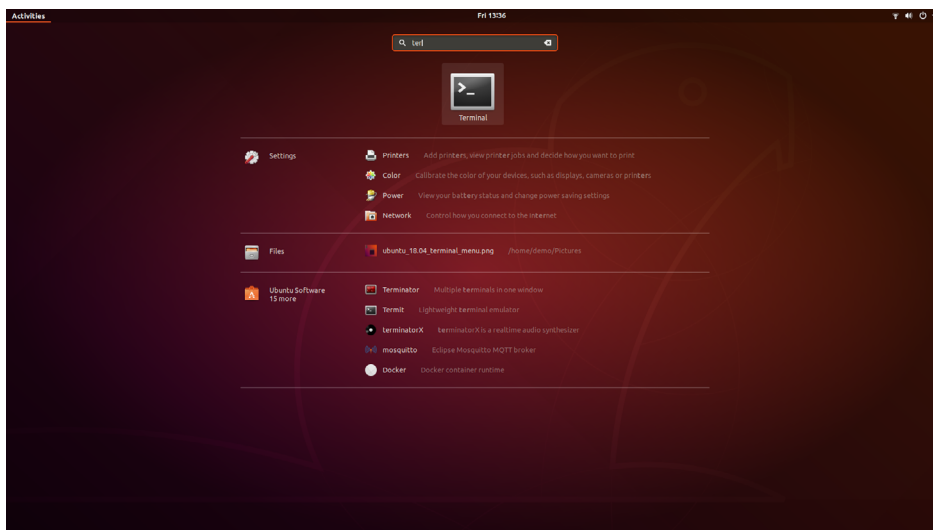 Activities
Fri 13:36
ter
Terminal
Settings
Printers Add printers, view printer jobs and decide how you want to print
Color Calibrate the color of your devices, such as displays, cameras or printers
Power View your battery status and change power saving settings
Network Control how you connect to the Internet
Files
ubuntu_18.04_terminal_menu.png /home/demo/Pictures
Ubuntu Software
15 more
Terminator Multiple terminals in one window
Termit Lightweight terminal emulator
terminatorX terminatorX is a realtime audio synthesizer
mosquitto Eclipse Mosquitto MQTT broker
Docker Docker container runtime